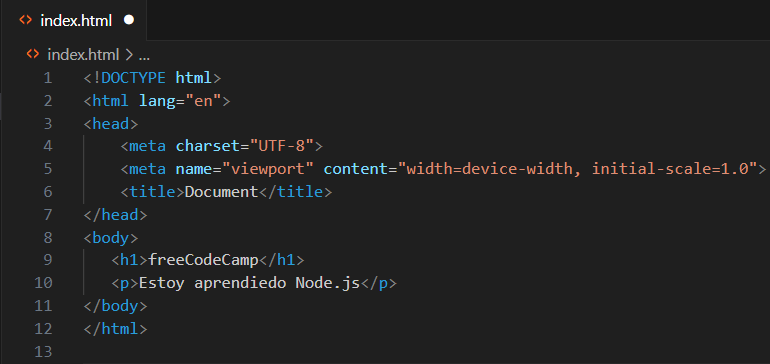 index.html
index.html > ...
1 <!DOCTYPE html>
2 <html lang="en">
3 <head>
4     <meta charset="UTF-8">
5     <meta name="viewport" content="width=device-width, initial-scale=1.0">
6     <title>Document</title>
7 </head>
8 <body>
9    <h1>freeCodeCamp</h1>
10    <p>Estoy aprendiedo Node.js</p>
11 </body>
12 </html>
13